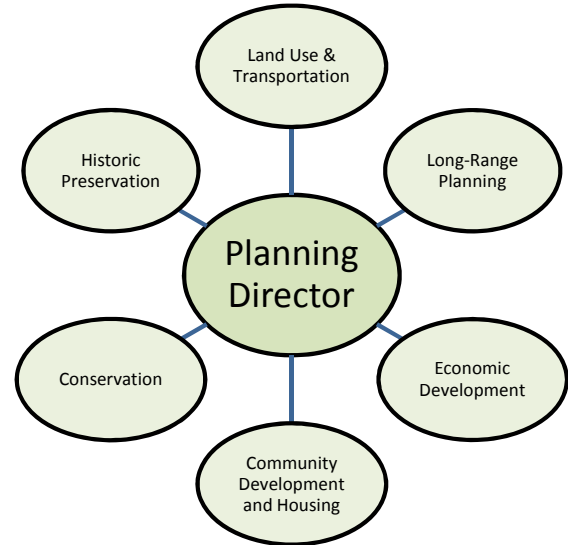 Land Use &
Transportation
Historic
Preservation
Long-Range
Planning
Planning
Director
Conservation
Economic
Development
Community
Development
and Housing